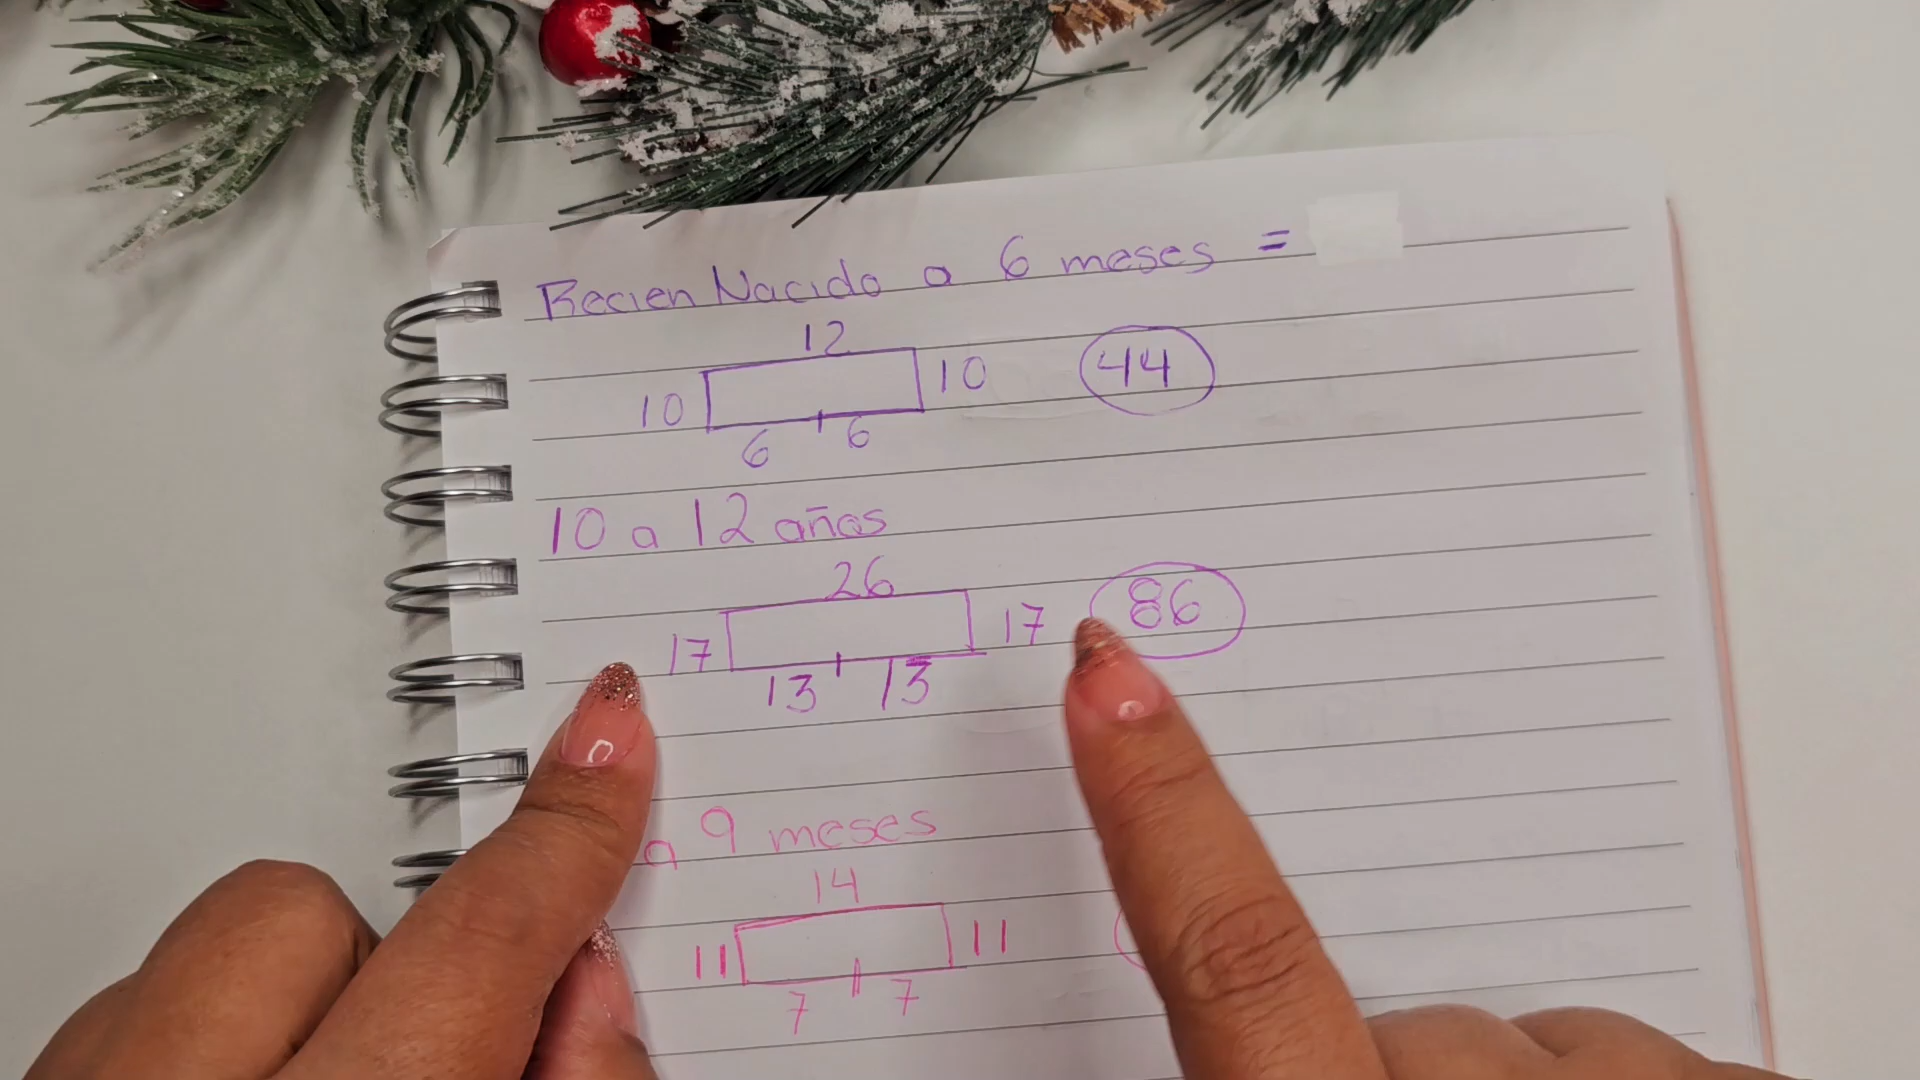 Recien Nacido a 6 meses =
12
10 10 44
6 6
10 a 12 años
26
17 17 86
13 13
a 9 meses
14
11 11
7 7